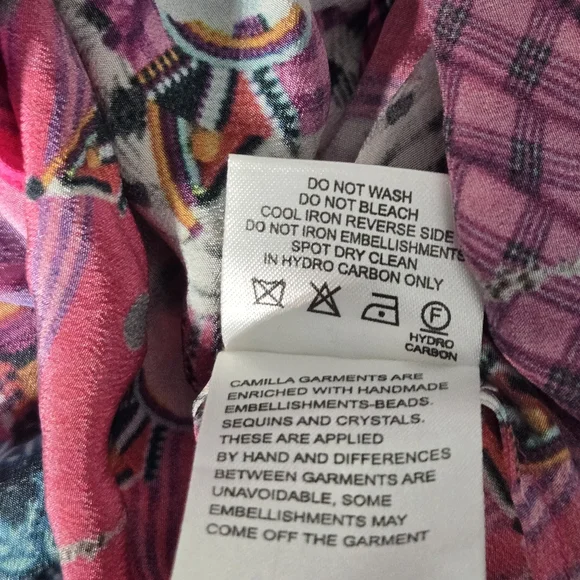 DO NOT WASH
DO NOT BLEACH
COOL IRON REVERSE SIDE
DO NOT IRON EMBELLISHMENTS
SPOT DRY CLEAN
IN HYDRO CARBON ONLY
F
HYDRO
CARBON
CAMILLA GARMENTS ARE
ENRICHED WITH HANDMADE
EMBELLISHMENTS-BEADS.
SEQUINS AND CRYSTALS.
THESE ARE APPLIED
BY HAND AND DIFFERENCES
BETWEEN GARMENTS ARE
UNAVOIDABLE, SOME
EMBELLISHMENTS MAY
COME OFF THE GARMENT